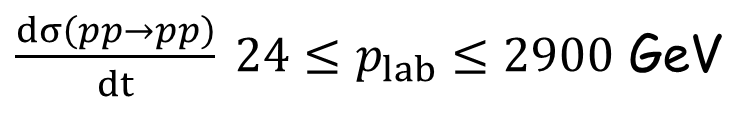 dσ(pp→pp)/dt 24 ≤ p_lab ≤ 2900 GeV